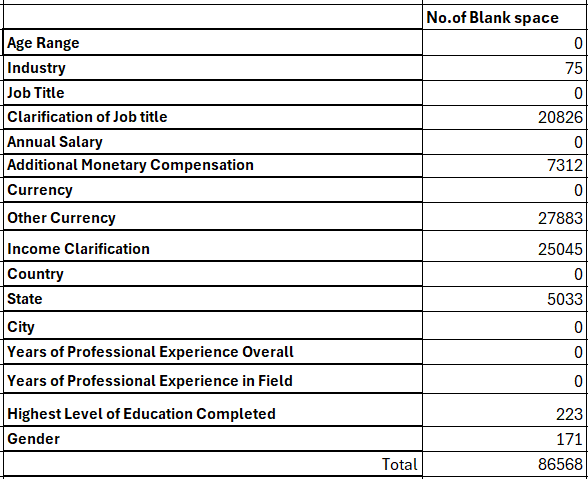 No.of Blank space
Age Range 0
Industry 75
Job Title 0
Clarification of Job title 20826
Annual Salary 0
Additional Monetary Compensation 7312
Currency 0
Other Currency 27883
Income Clarification 25045
Country 0
State 5033
City 0
Years of Professional Experience Overall 0
Years of Professional Experience in Field 0
Highest Level of Education Completed 223
Gender 171
Total 86568